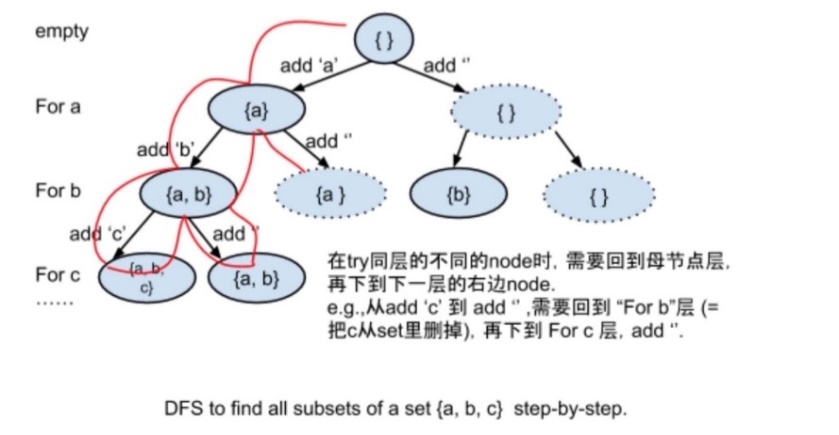 empty
{ }
add ‘a’ add ‘’
For a
{a}
{ }
add ‘b’ add ‘’
For b
{a, b}
{a }
{b}
{ }
add ‘c’ add ‘’
For c
{a, b,
c}
{a, b}
......
在try同层的不同的node时, 需要回到母节点层,
再下到下一层的右边node.
e.g.,从add ‘c’ 到 add ‘’ ,需要回到 “For b”层 (=
把c从set里删掉), 再下到 For c 层, add ‘’.
DFS to find all subsets of a set {a, b, c} step-by-step.